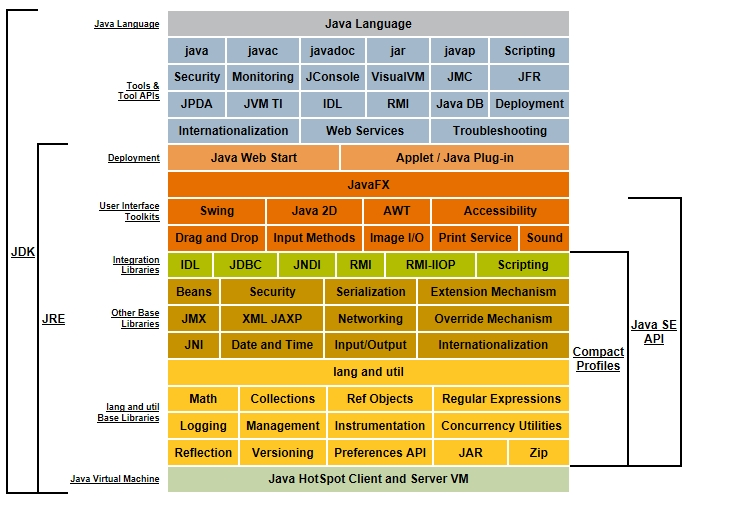 Java Language Java Language
java javac javadoc jar javap Scripting
Tools &
Tool APIs
Security Monitoring JConsole VisualVM JMC JFR
JPDA JVM TI IDL RMI Java DB Deployment
Internationalization Web Services Troubleshooting
Deployment Java Web Start Applet / Java Plug-in
JavaFX
User Interface
Toolkits
Swing Java 2D AWT Accessibility
Drag and Drop Input Methods Image I/O Print Service Sound
Integration
Libraries
IDL JDBC JNDI RMI RMI-IIOP Scripting
Other Base
Libraries
Beans Security Serialization Extension Mechanism
JMX XML JAXP Networking Override Mechanism
JNI Date and Time Input/Output Internationalization
lang and util
lang and util
Base Libraries
Math Collections Ref Objects Regular Expressions
Logging Management Instrumentation Concurrency Utilities
Reflection Versioning Preferences API JAR Zip
Java Virtual Machine Java HotSpot Client and Server VM
JDK
JRE
Compact
Profiles
Java SE
API